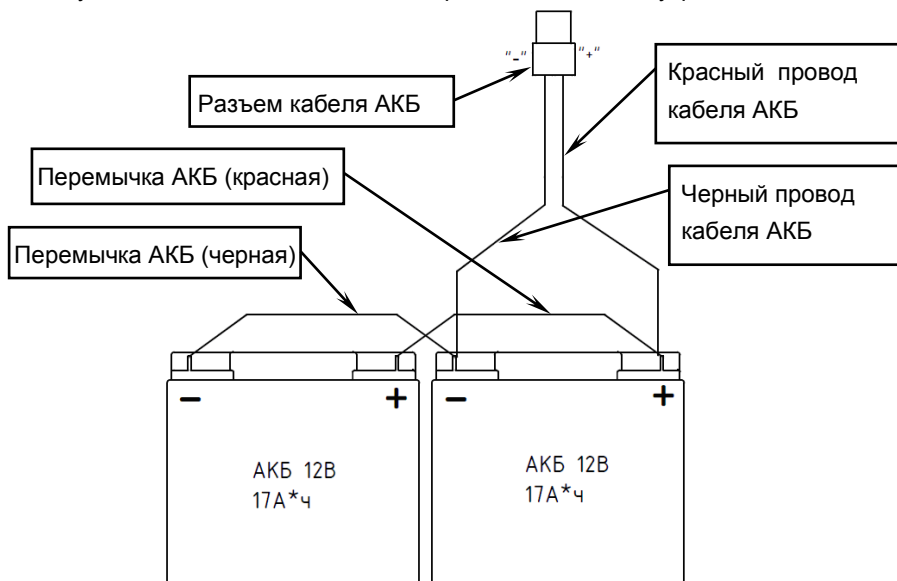 "-"
"+"
Разъем кабеля АКБ
Красный провод
кабеля АКБ
Перемычка АКБ (красная)
Черный провод
кабеля АКБ
Перемычка АКБ (черная)
− +
− +
АКБ 12В
17А*ч
АКБ 12В
17А*ч